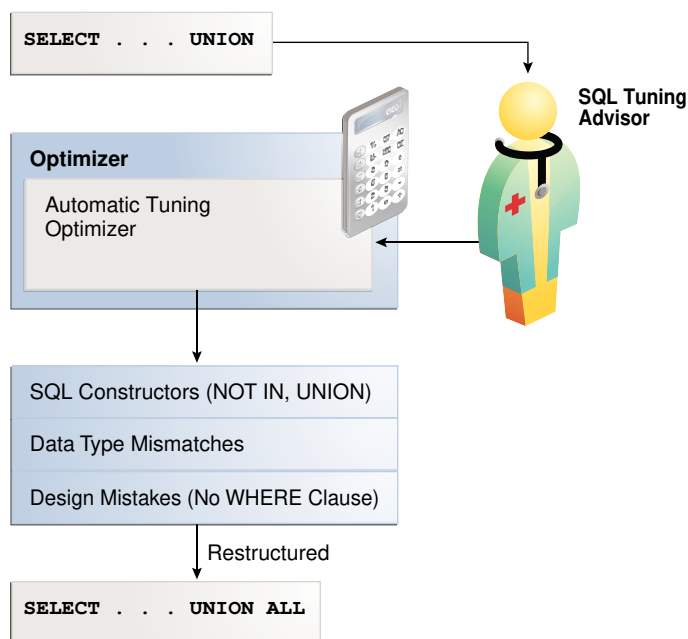 SELECT . . . UNION
SQL Tuning
Advisor
Optimizer
Automatic Tuning
Optimizer
SQL Constructors (NOT IN, UNION)
Data Type Mismatches
Design Mistakes (No WHERE Clause)
Restructured
SELECT . . . UNION ALL